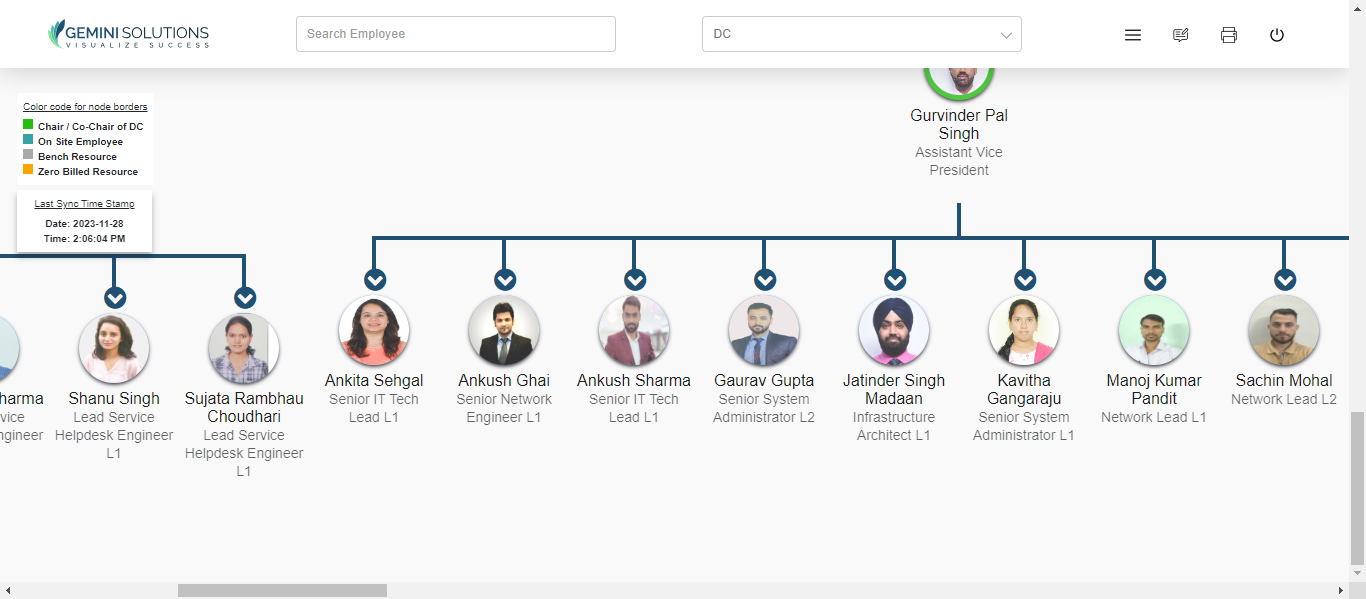 GEMINI SOLUTIONS
VISUALIZE SUCCESS
Search Employee
DC
Color code for node borders
Chair / Co-Chair of DC
On Site Employee
Bench Resource
Zero Billed Resource
Last Sync Time Stamp
Date: 2023-11-28
Time: 2:06:04 PM
Gurvinder Pal
Singh
Assistant Vice
President
harma
vice
ngineer
Shanu Singh
Lead Service
Helpdesk Engineer
L1
Sujata Rambhau
Choudhari
Lead Service
Helpdesk Engineer
L1
Ankita Sehgal
Senior IT Tech
Lead L1
Ankush Ghai
Senior Network
Engineer L1
Ankush Sharma
Senior IT Tech
Lead L1
Gaurav Gupta
Senior System
Administrator L2
Jatinder Singh
Madaan
Infrastructure
Architect L1
Kavitha
Gangaraju
Senior System
Administrator L1
Manoj Kumar
Pandit
Network Lead L1
Sachin Mohal
Network Lead L2